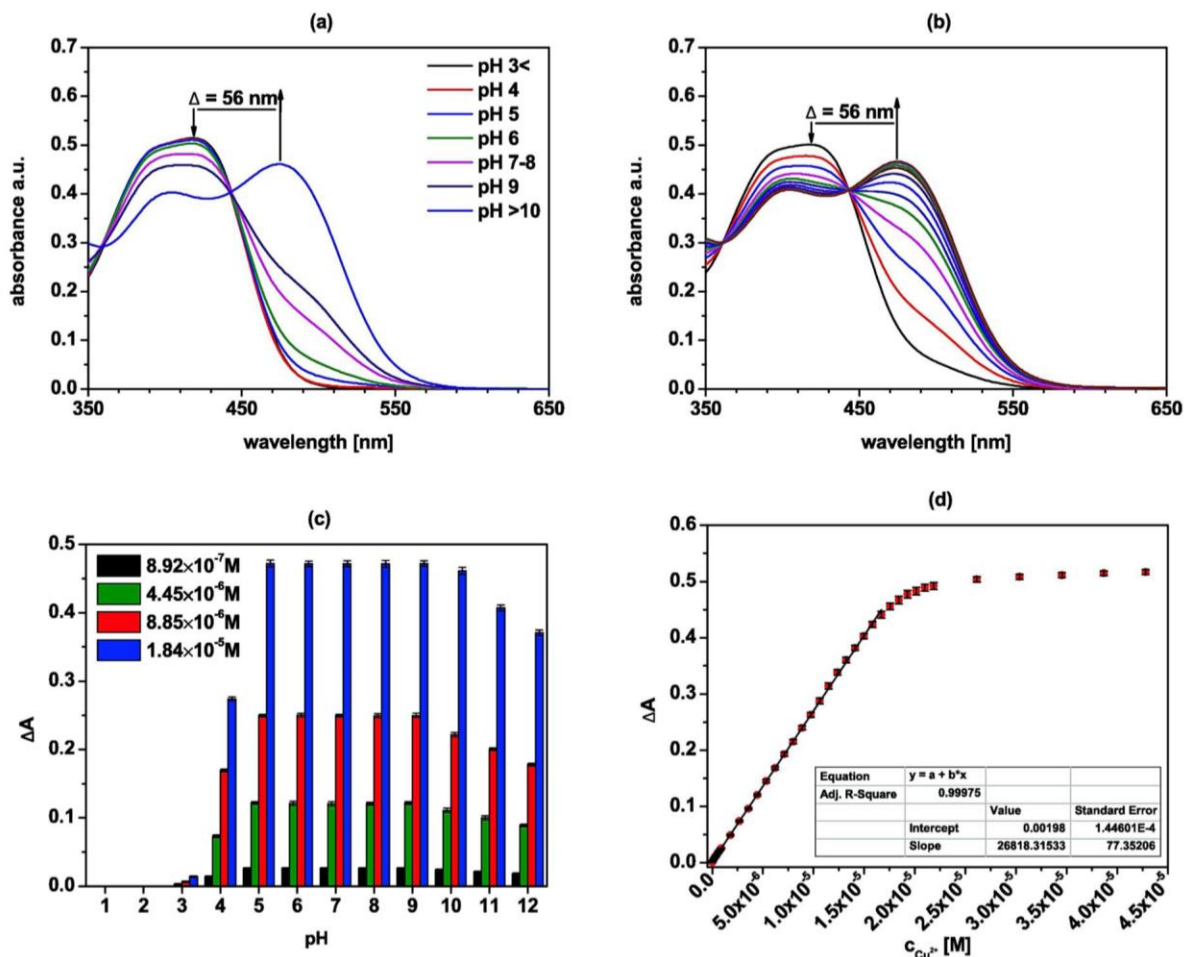 (a)
0.7
0.6
0.5
0.4
0.3
0.2
0.1
0.0
absorbance a.u.
350
450
550
650
wavelength [nm]
Δ = 56 nm
pH 3<
pH 4
pH 5
pH 6
pH 7-8
pH 9
pH >10
(b)
0.7
0.6
0.5
0.4
0.3
0.2
0.1
0.0
absorbance a.u.
350
450
550
650
wavelength [nm]
Δ = 56 nm
(c)
0.5
0.4
0.3
0.2
0.1
0.0
ΔA
8.92×10⁻⁷M
4.45×10⁻⁶M
8.85×10⁻⁶M
1.84×10⁻⁵M
1 2 3 4 5 6 7 8 9 10 11 12
pH
(d)
0.6
0.5
0.4
0.3
0.2
0.1
0.0
ΔA
Equation y = a + b*x
Adj. R-Square 0.99975
Value Standard Error
Intercept 0.00198 1.44601E-4
Slope 26818.31533 77.35206
0.0
5.0x10⁻⁶
1.0x10⁻⁵
1.5x10⁻⁵
2.0x10⁻⁵
2.5x10⁻⁵
3.0x10⁻⁵
3.5x10⁻⁵
4.0x10⁻⁵
4.5x10⁻⁵
c_Cu²⁺ [M]